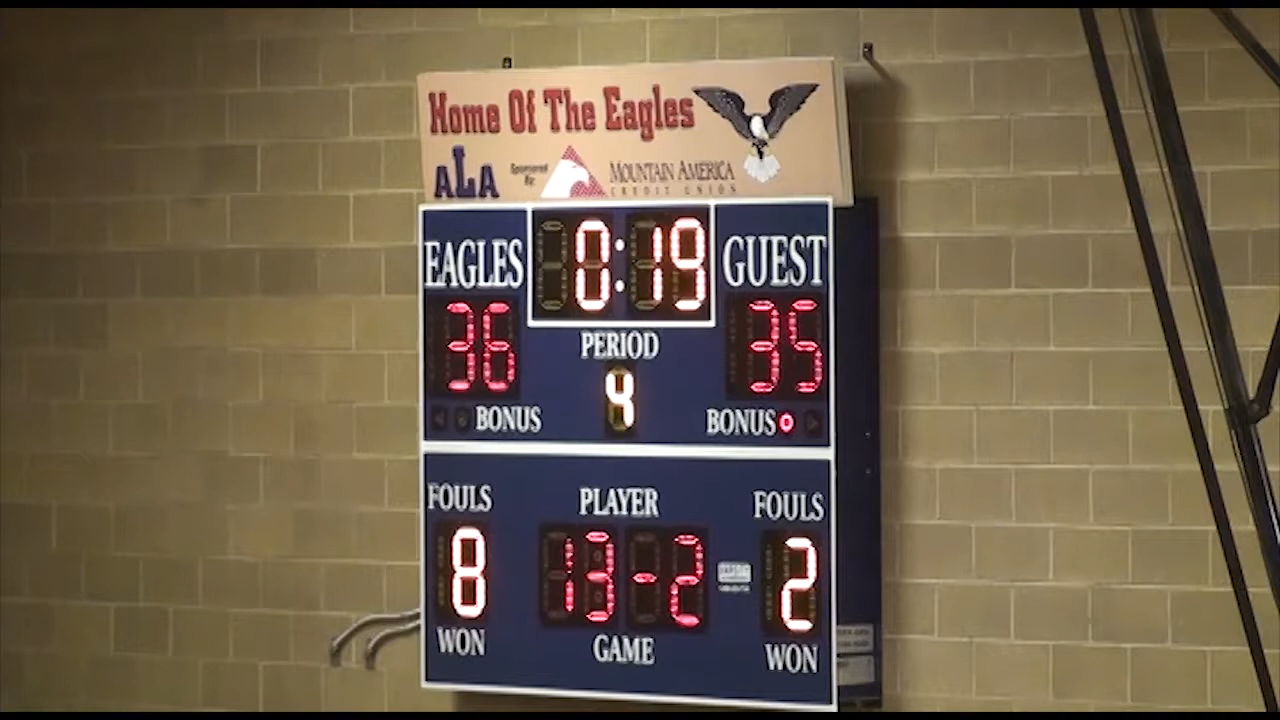 Home Of The Eagles
ALA
Sponsored By:
MOUNTAIN AMERICA
CREDIT UNION
EAGLES
0:19
GUEST
36
PERIOD
35
4
BONUS
BONUS
FOULS
PLAYER
FOULS
8
13-2
2
WON
GAME
WON